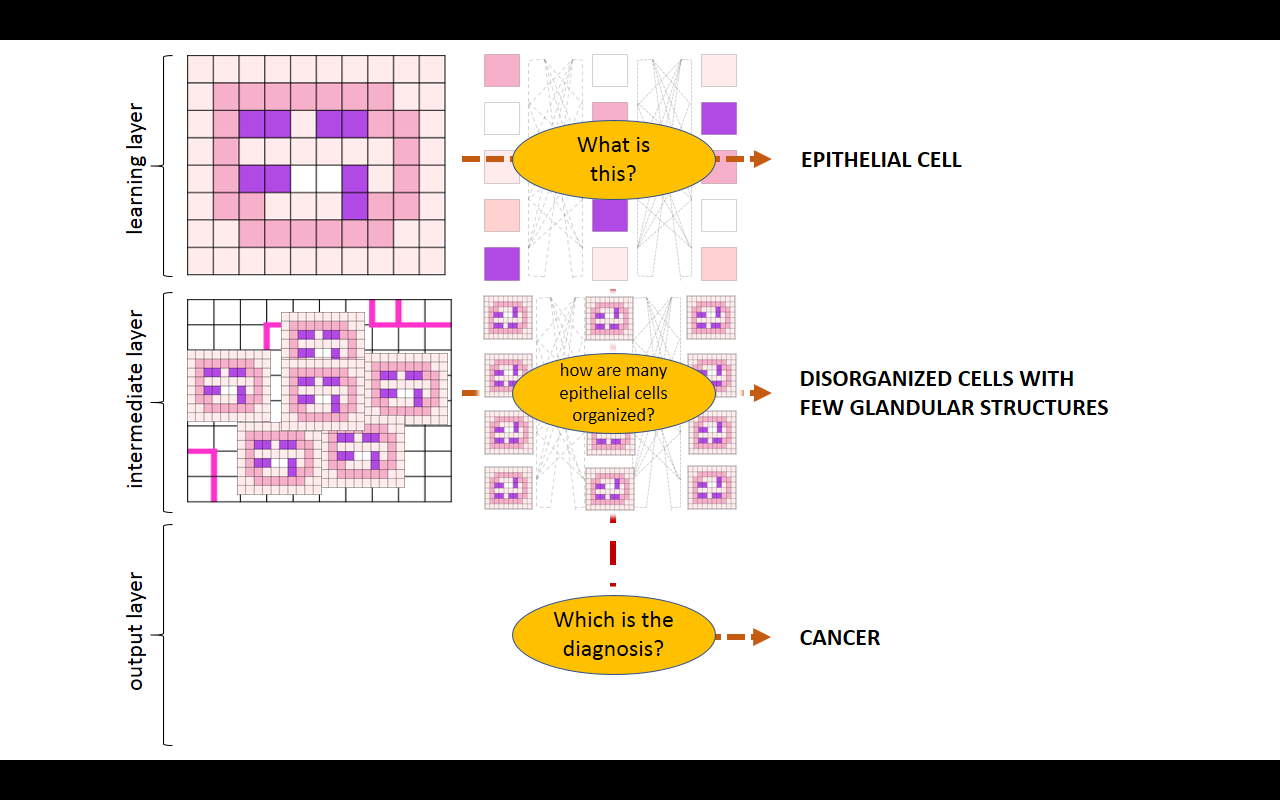 learning layer
What is
this?
EPITHELIAL CELL
intermediate layer
how are many
epithelial cells
organized?
DISORGANIZED CELLS WITH
FEW GLANDULAR STRUCTURES
output layer
Which is the
diagnosis?
CANCER